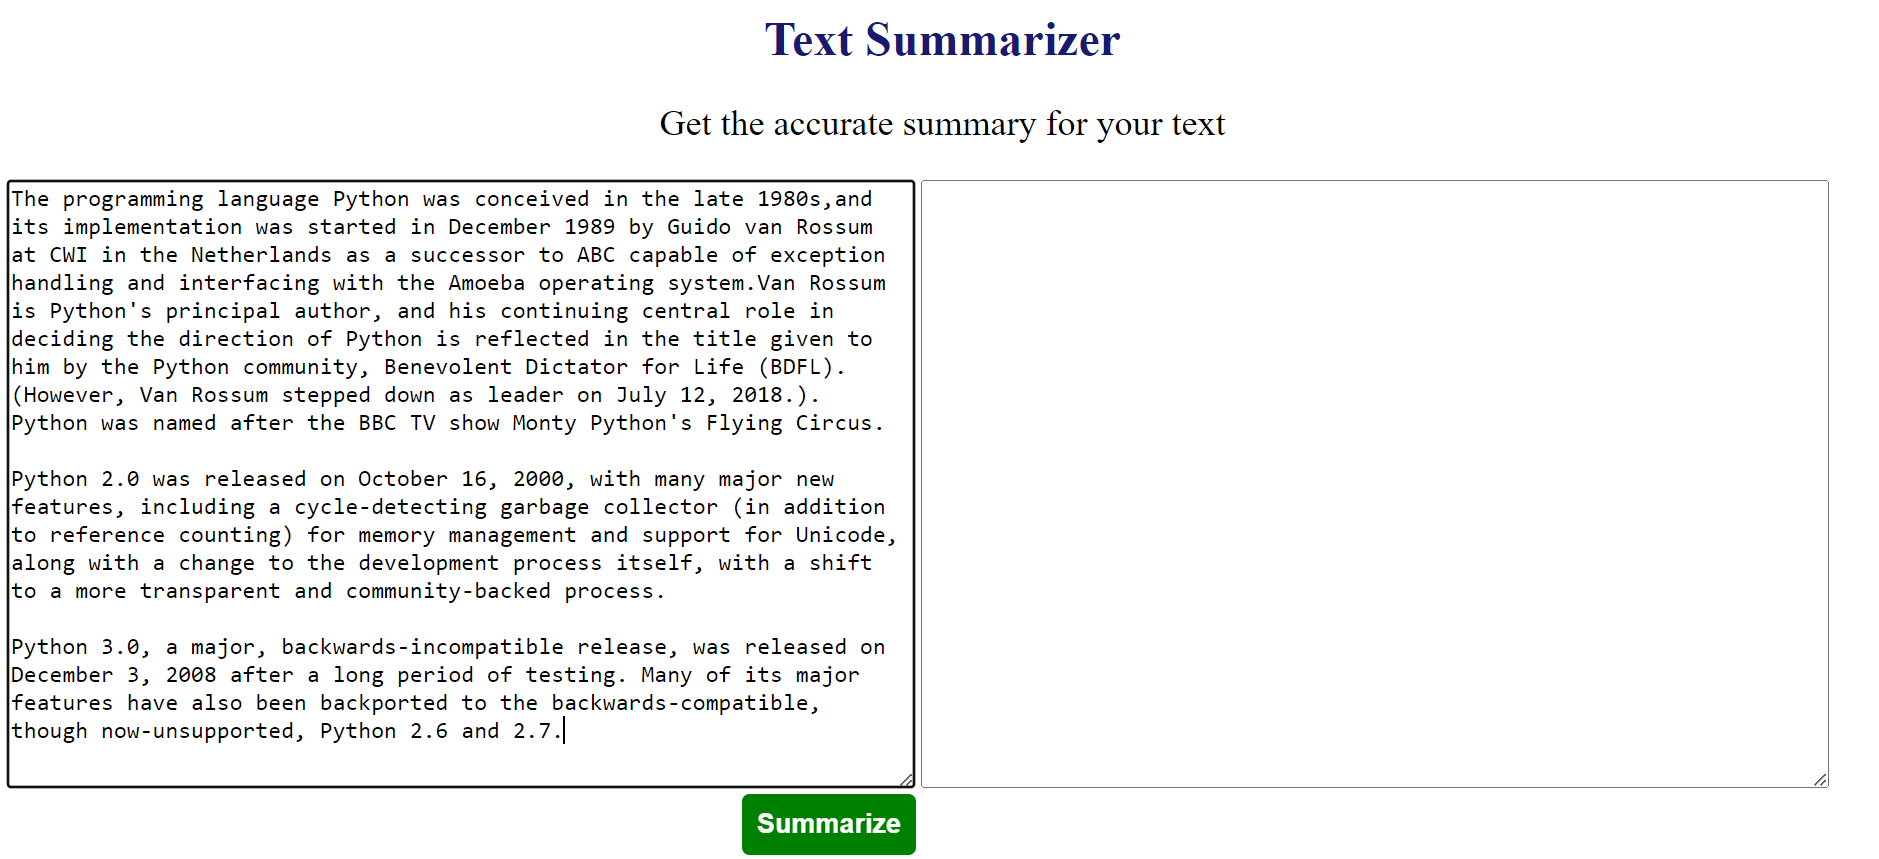 Text Summarizer
Get the accurate summary for your text
The programming language Python was conceived in the late 1980s,and
its implementation was started in December 1989 by Guido van Rossum
at CWI in the Netherlands as a successor to ABC capable of exception
handling and interfacing with the Amoeba operating system.Van Rossum
is Python's principal author, and his continuing central role in
deciding the direction of Python is reflected in the title given to
him by the Python community, Benevolent Dictator for Life (BDFL).
(However, Van Rossum stepped down as leader on July 12, 2018.).
Python was named after the BBC TV show Monty Python's Flying Circus.
Python 2.0 was released on October 16, 2000, with many major new
features, including a cycle-detecting garbage collector (in addition
to reference counting) for memory management and support for Unicode,
along with a change to the development process itself, with a shift
to a more transparent and community-backed process.
Python 3.0, a major, backwards-incompatible release, was released on
December 3, 2008 after a long period of testing. Many of its major
features have also been backported to the backwards-compatible,
though now-unsupported, Python 2.6 and 2.7.
Summarize